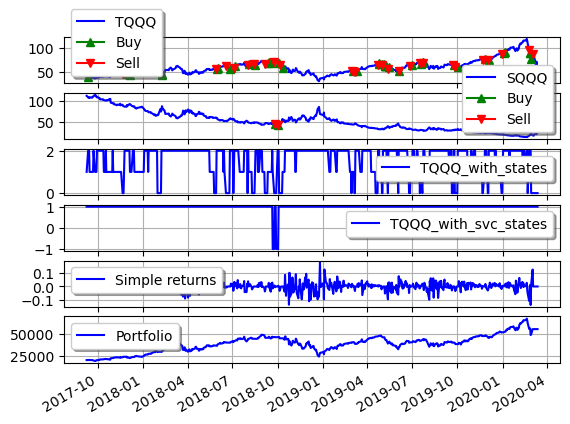 TQQQ
Buy
Sell
100
50
SQQQ
Buy
Sell
100
50
TQQQ_with_states
2
0
TQQQ_with_svc_states
1
0
−1
Simple returns
0.1
0.0
−0.1
Portfolio
50000
25000
2017-10
2018-01
2018-04
2018-07
2018-10
2019-01
2019-04
2019-07
2019-10
2020-01
2020-04